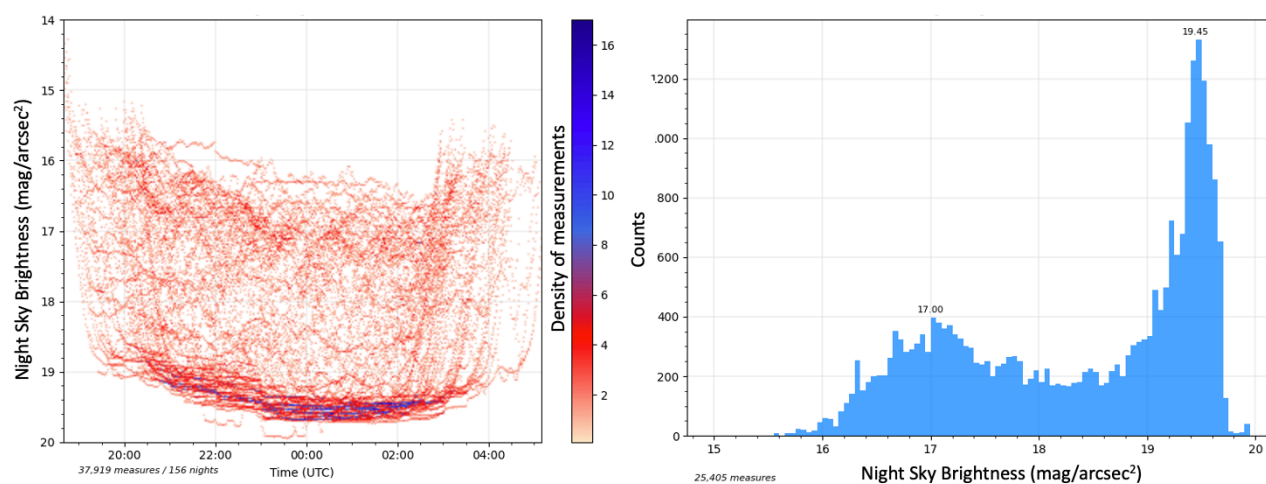 14
15
16
17
18
19
20
Night Sky Brightness (mag/arcsec²)
20:00 22:00 00:00 02:00 04:00
Time (UTC)
37,919 measures / 156 nights
16
14
12
10
8
6
4
2
Density of measurements
19.45
17.00
1200
1000
800
600
400
200
0
Counts
15 16 17 18 19 20
Night Sky Brightness (mag/arcsec²)
25,405 measures